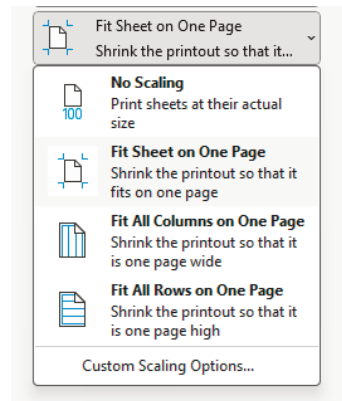 Fit Sheet on One Page
Shrink the printout so that it...
No Scaling
Print sheets at their actual
size
100
Fit Sheet on One Page
Shrink the printout so that it
fits on one page
Fit All Columns on One Page
Shrink the printout so that it
is one page wide
Fit All Rows on One Page
Shrink the printout so that it
is one page high
Custom Scaling Options...